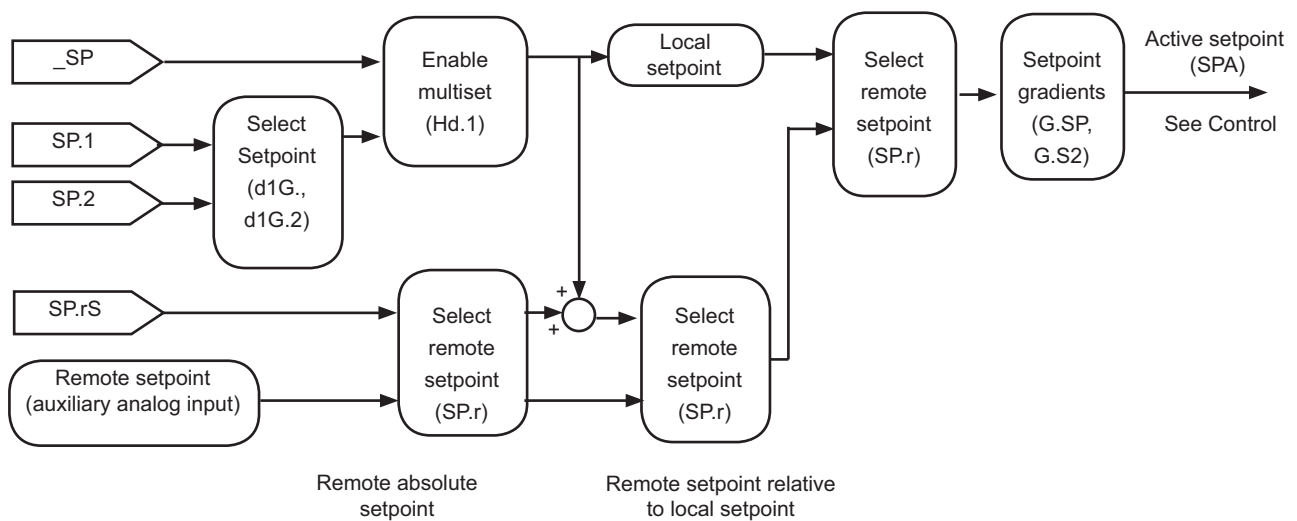 _SP
SP.1
SP.2
Select
Setpoint
(d1G.,
d1G.2)
Enable
multiset
(Hd.1)
Local
setpoint
Select
remote
setpoint
(SP.r)
Setpoint
gradients
(G.SP,
G.S2)
Active setpoint
(SPA)
See Control
SP.rS
Remote setpoint
(auxiliary analog input)
Select
remote
setpoint
(SP.r)
+
+
Select
remote
setpoint
(SP.r)
Remote absolute
setpoint
Remote setpoint relative
to local setpoint